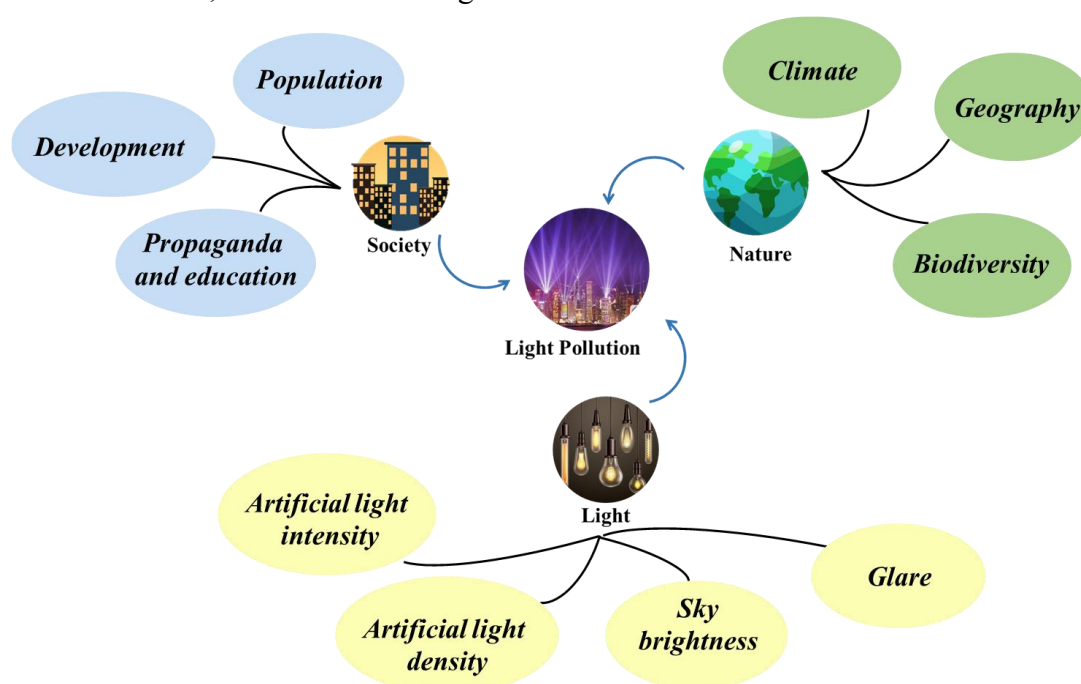 Population
Development
Propaganda
and education
Society
Climate
Geography
Biodiversity
Nature
Light Pollution
Light
Artificial light
intensity
Artificial light
density
Sky
brightness
Glare